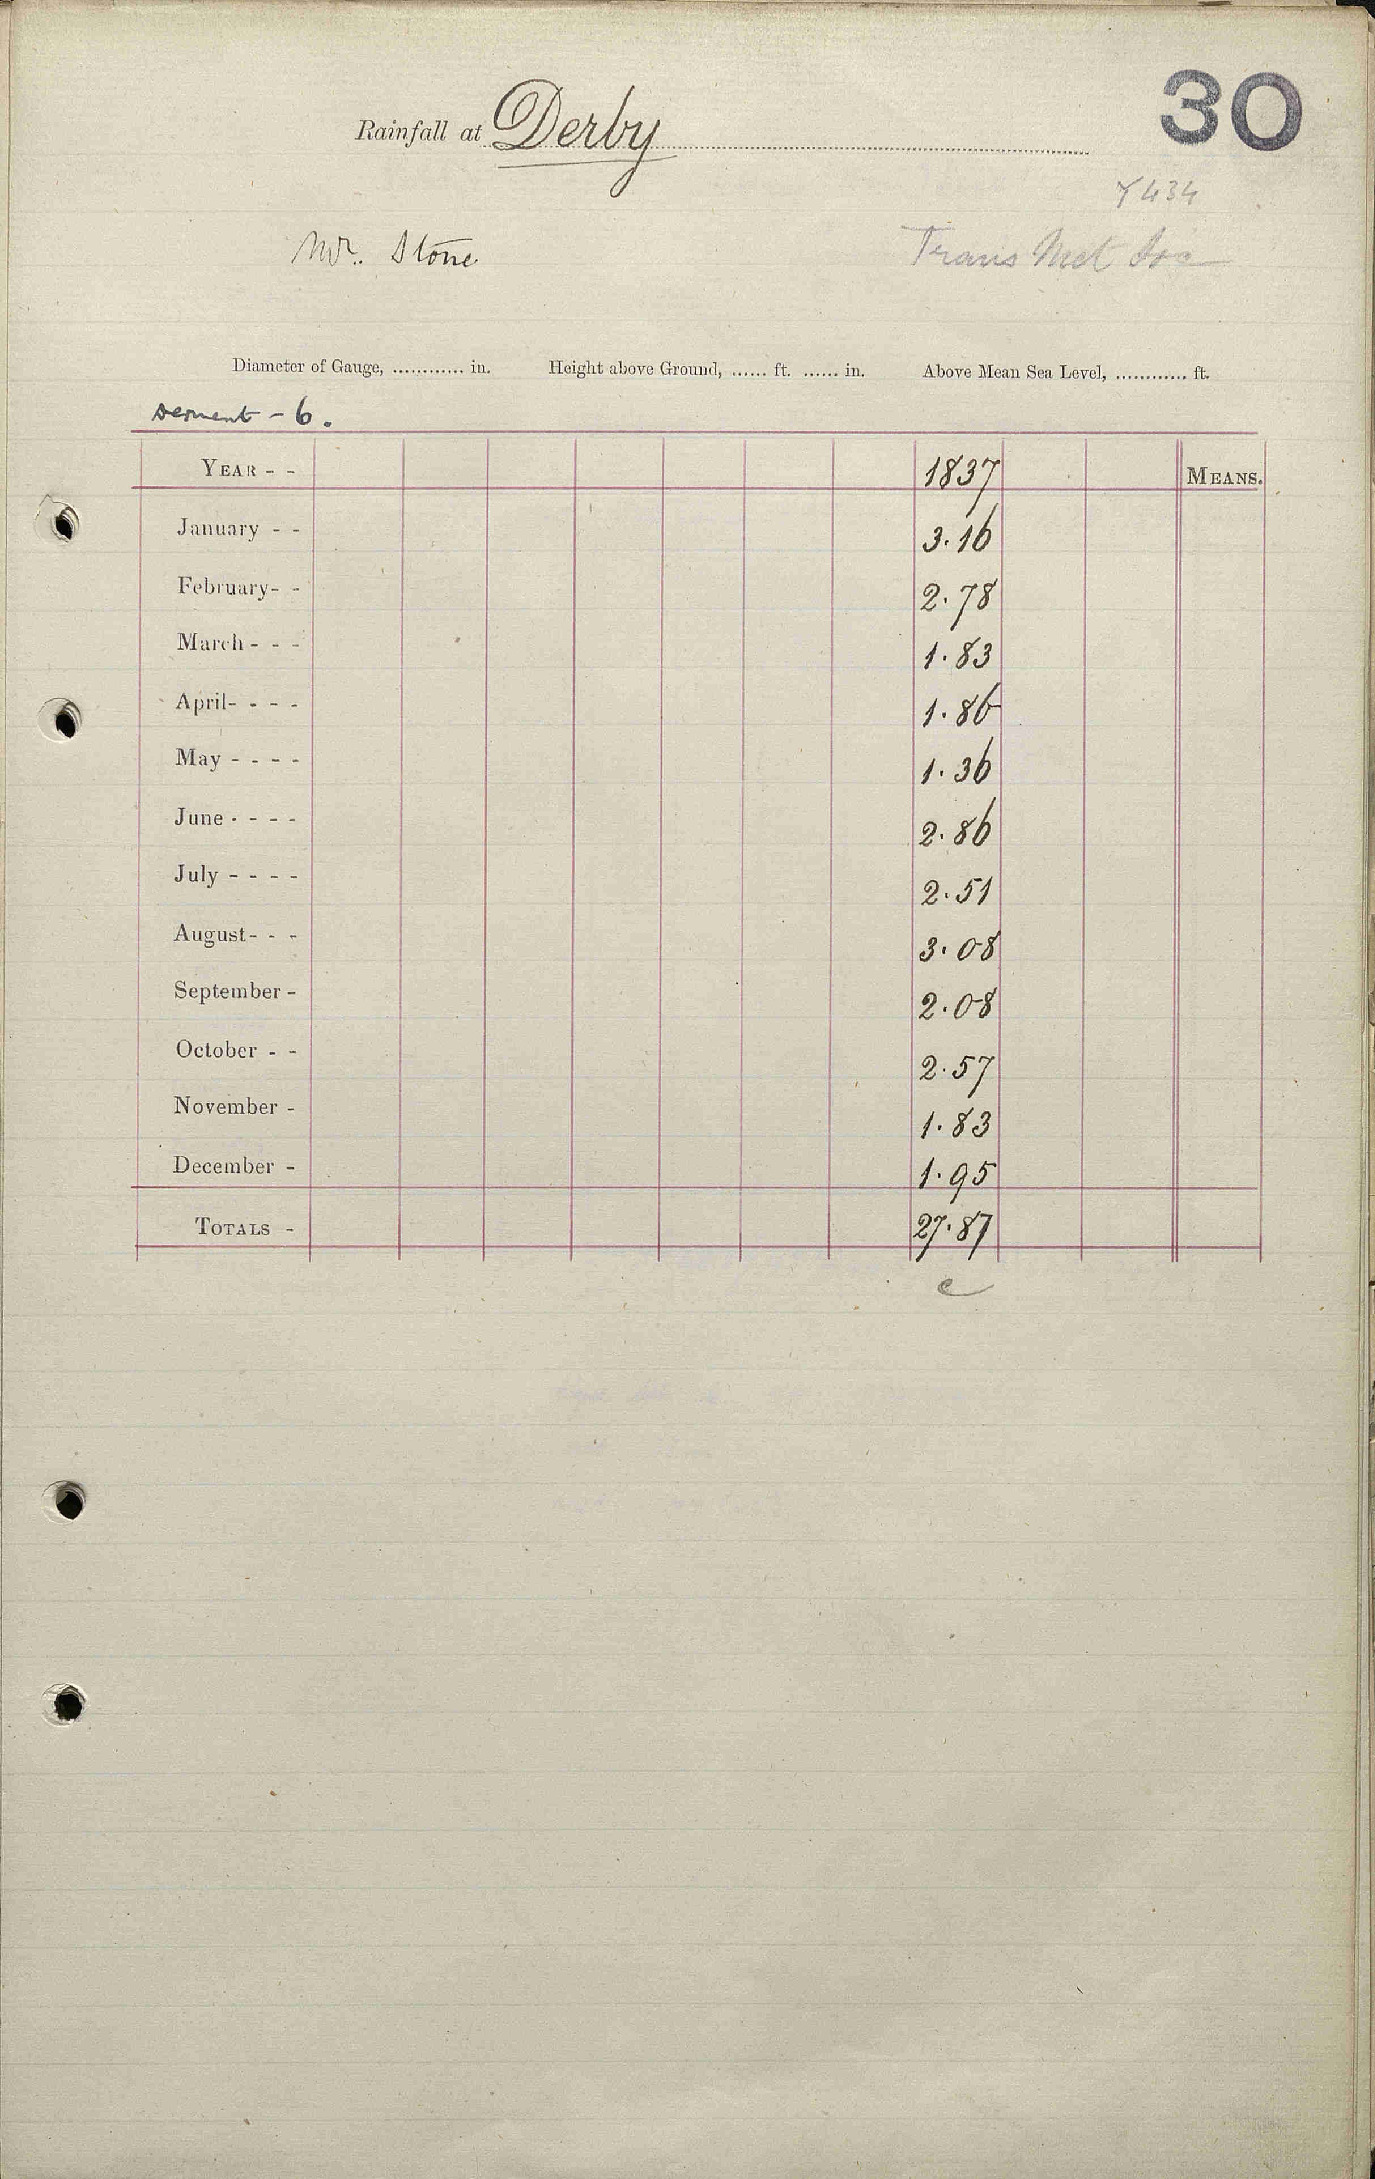 30
Rainfall at Derby
Y434
Mr. Stone
Trans Met Soc
Diameter of Gauge, ............ in. Height above Ground, ...... ft. ...... in. Above Mean Sea Level, ............ ft.
Derwent - 6.
YEAR - - 1837 MEANS.
January - - 3.16
February - - 2.78
March - - - 1.83
April - - - - 1.86
May - - - - 1.36
June - - - - 2.86
July - - - - 2.51
August - - - 3.08
September - 2.08
October - - 2.57
November - 1.83
December - 1.95
TOTALS - 27.87
c